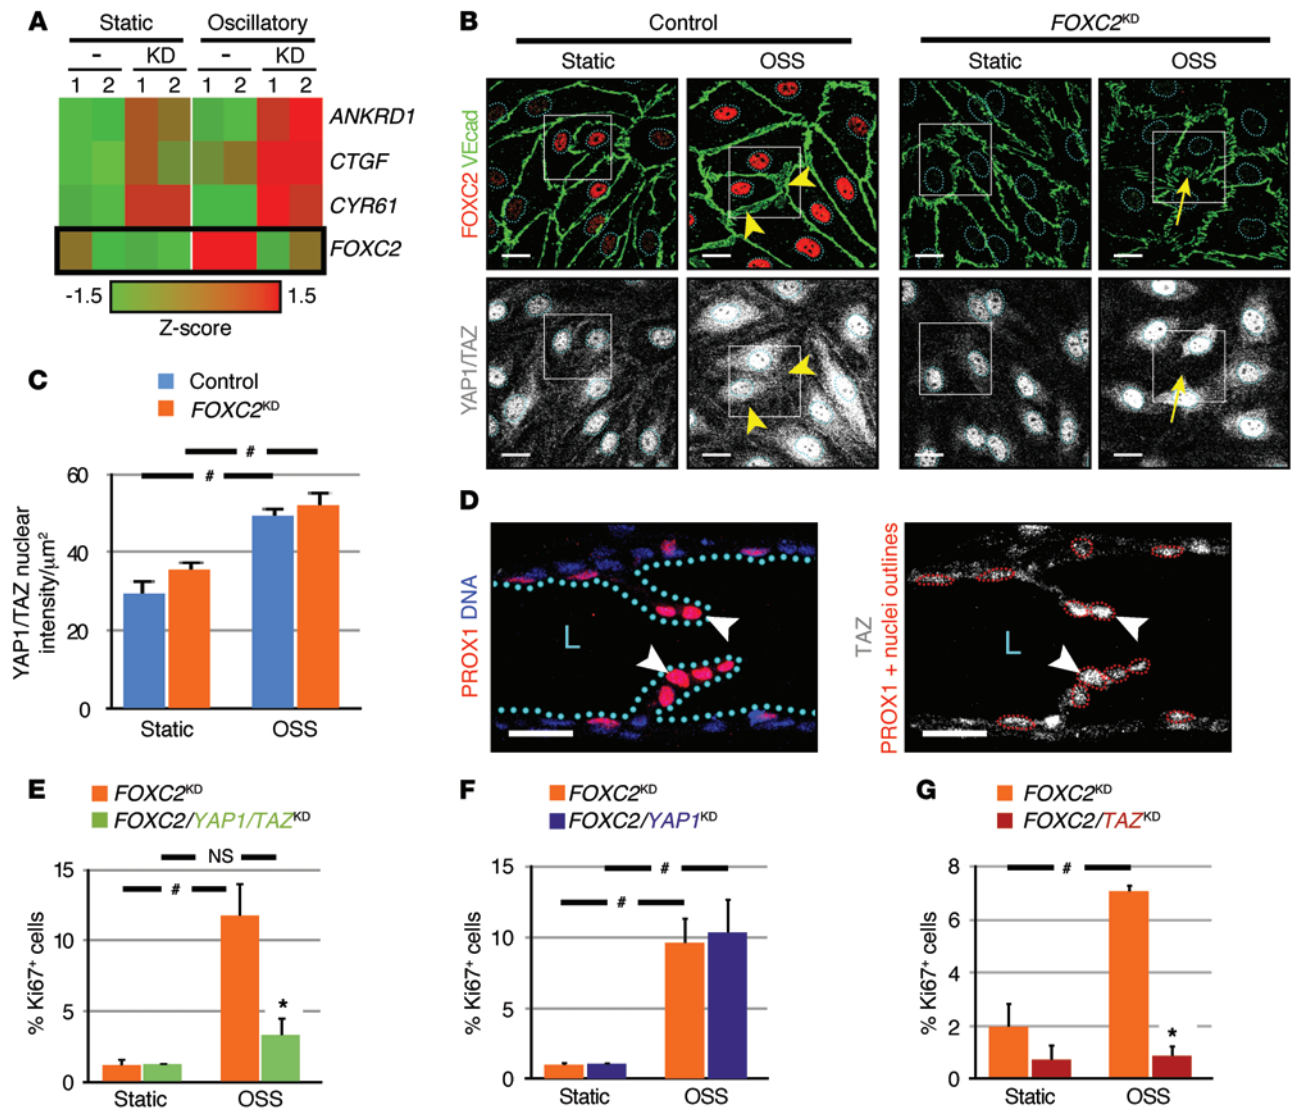 A
Static Oscillatory
- KD - KD
1 2 1 2 1 2 1 2
ANKRD1
CTGF
CYR61
FOXC2
-1.5 1.5
Z-score
B
Control FOXC2KD
Static OSS Static OSS
FOXC2 VEcad
YAP1/TAZ
C
Control
FOXC2KD
#
#
YAP1/TAZ nuclear
intensity/μm²
60
40
20
0
Static OSS
D
PROX1 DNA
L
TAZ
PROX1 + nuclei outlines
L
E
FOXC2KD
FOXC2/YAP1/TAZKD
NS
#
% Ki67+ cells
15
10
5
0
*
Static OSS
F
FOXC2KD
FOXC2/YAP1KD
#
#
% Ki67+ cells
15
10
5
0
Static OSS
G
FOXC2KD
FOXC2/TAZKD
#
% Ki67+ cells
8
6
4
2
0
*
Static OSS